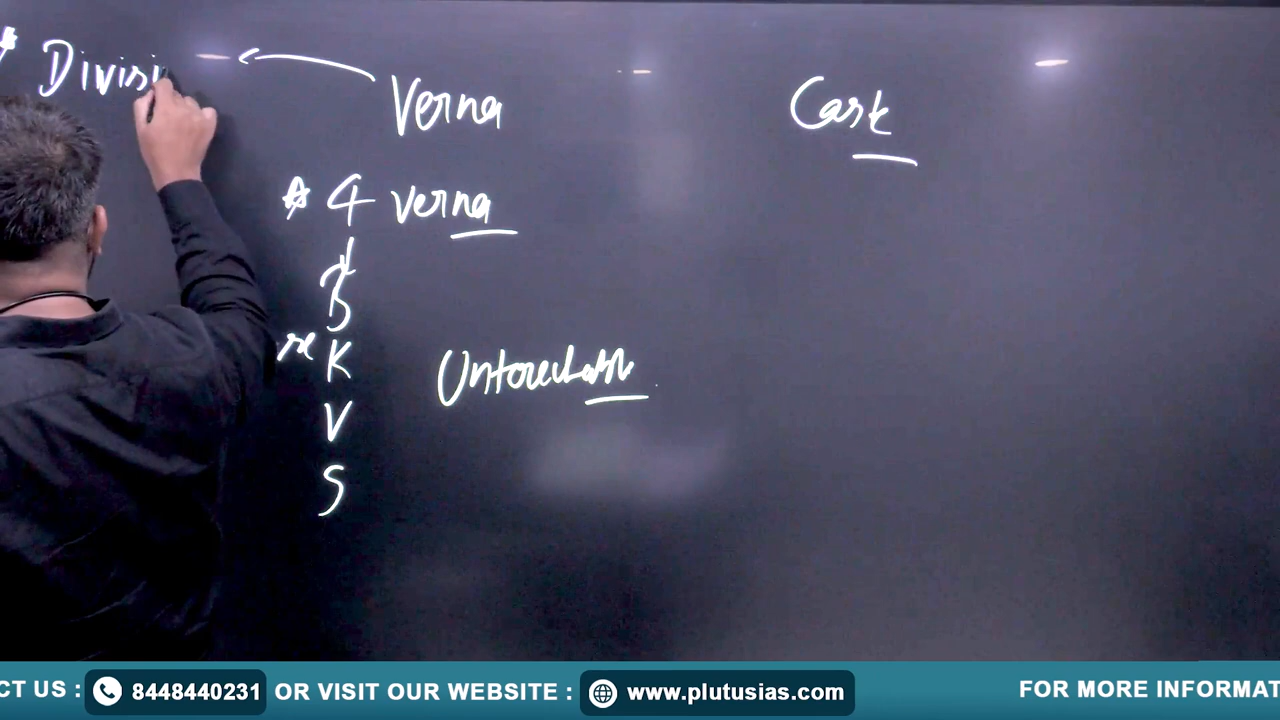 * Divisi
Verna
Cast
* 4 verna
B
K
V
S
Untouchable
CT US : 8448440231 OR VISIT OUR WEBSITE : www.plutusias.com
FOR MORE INFORMAT